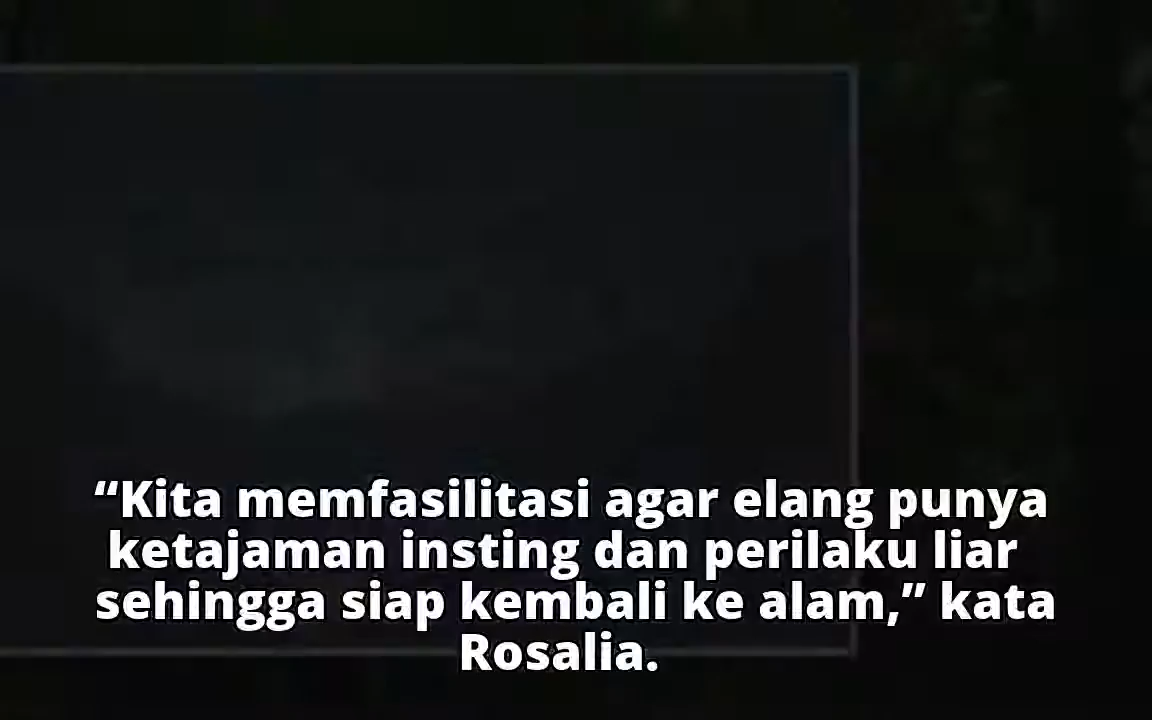 “Kita memfasilitasi agar elang punya
ketajaman insting dan perilaku liar
sehingga siap kembali ke alam,” kata
Rosalia.